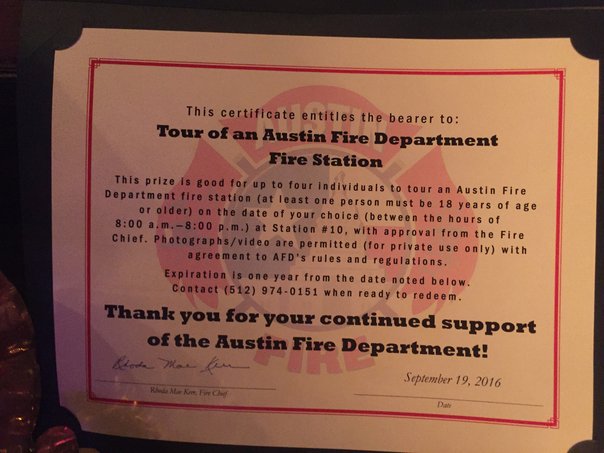 This certificate entitles the bearer to:
Tour of an Austin Fire Department
Fire Station
This prize is good for up to four individuals to tour an Austin Fire
Department fire station (at least one person must be 18 years of age
or older) on the date of your choice (between the hours of
8:00 a.m.–8:00 p.m.) at Station #10, with approval from the Fire
Chief. Photographs/video are permitted (for private use only) with
agreement to AFD's rules and regulations.
Expiration is one year from the date noted below.
Contact (512) 974-0151 when ready to redeem.
Thank you for your continued support
of the Austin Fire Department!
AUSTIN
FIRE
Rhoda Mae Kerr
September 19, 2016
Rhoda Mae Kerr, Fire Chief
Date